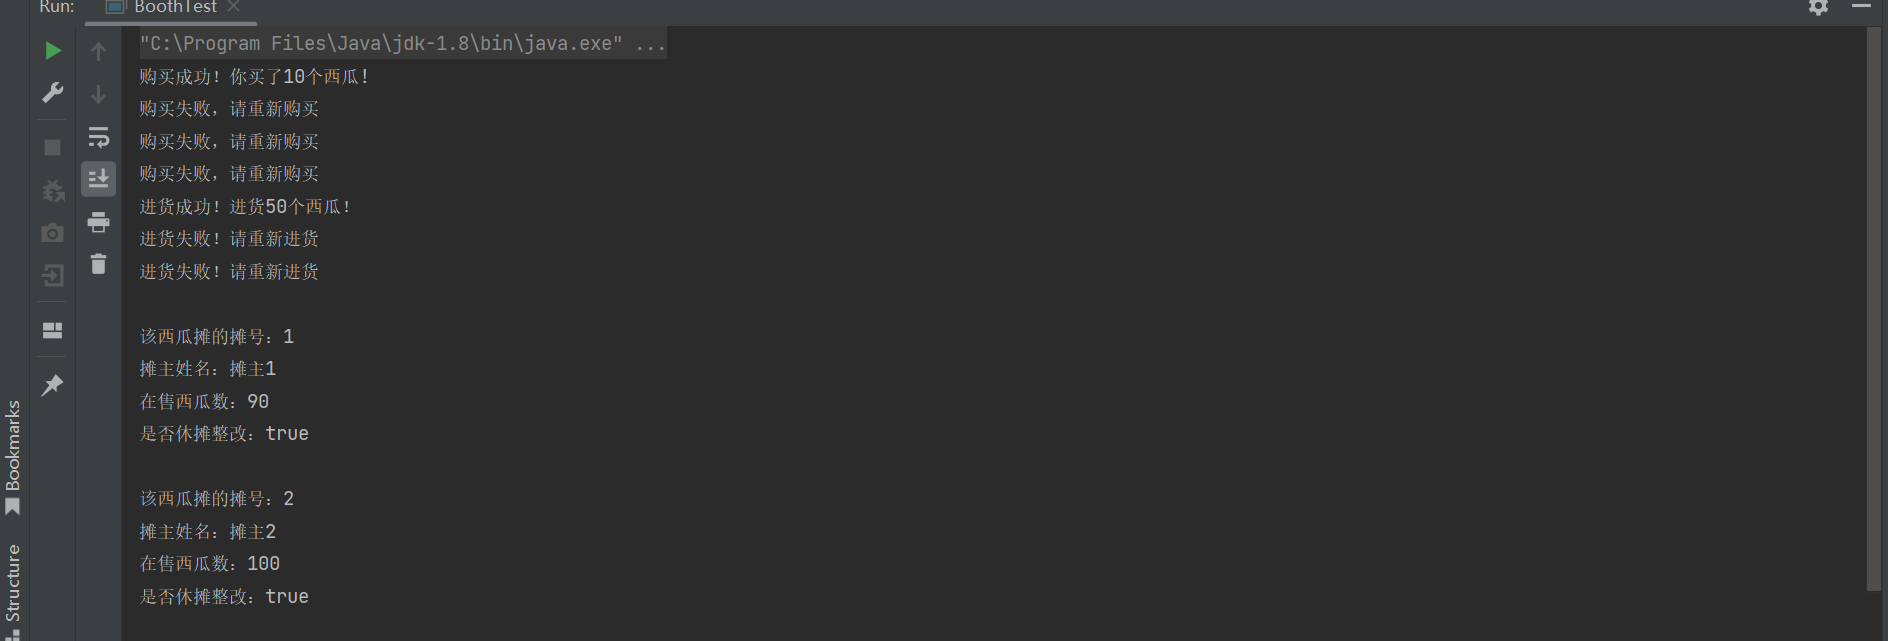 Run:
BoothTest
"C:\Program Files\Java\jdk-1.8\bin\java.exe" ...
购买成功！你买了10个西瓜！
购买失败，请重新购买
购买失败，请重新购买
购买失败，请重新购买
进货成功！进货50个西瓜！
进货失败！请重新进货
进货失败！请重新进货
该西瓜摊的摊号：1
摊主姓名：摊主1
在售西瓜数：90
是否休摊整改：true
该西瓜摊的摊号：2
摊主姓名：摊主2
在售西瓜数：100
是否休摊整改：true
Bookmarks
Structure